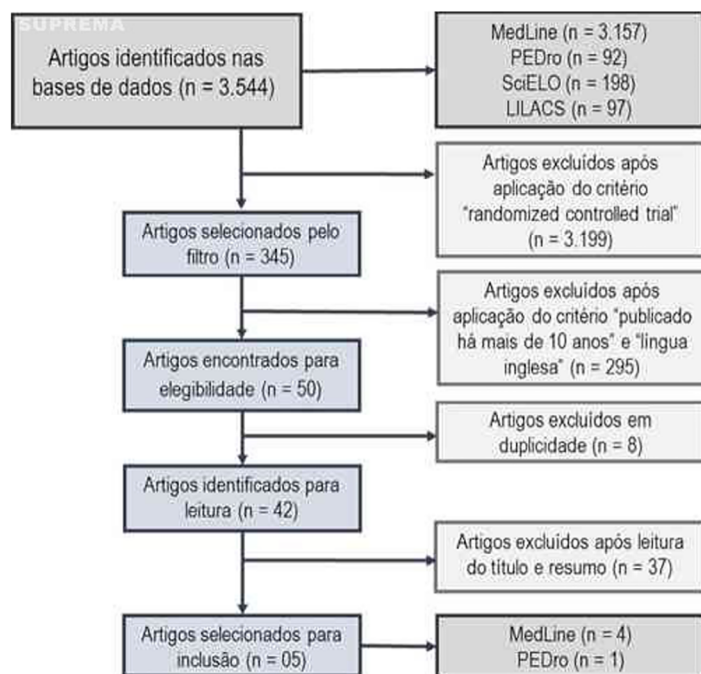 SUPREMA
Artigos identificados nas
bases de dados (n = 3.544)
MedLine (n = 3.157)
PEDro (n = 92)
SciELO (n = 198)
LILACS (n = 97)
Artigos excluídos após
aplicação do critério
“randomized controlled trial”
(n = 3.199)
Artigos selecionados pelo
filtro (n = 345)
Artigos excluídos após
aplicação do critério “publicado
há mais de 10 anos” e “língua
inglesa” (n = 295)
Artigos encontrados para
elegibilidade (n = 50)
Artigos excluídos em
duplicidade (n = 8)
Artigos identificados para
leitura (n = 42)
Artigos excluídos após leitura
do título e resumo (n = 37)
Artigos selecionados para
inclusão (n = 05)
MedLine (n = 4)
PEDro (n = 1)